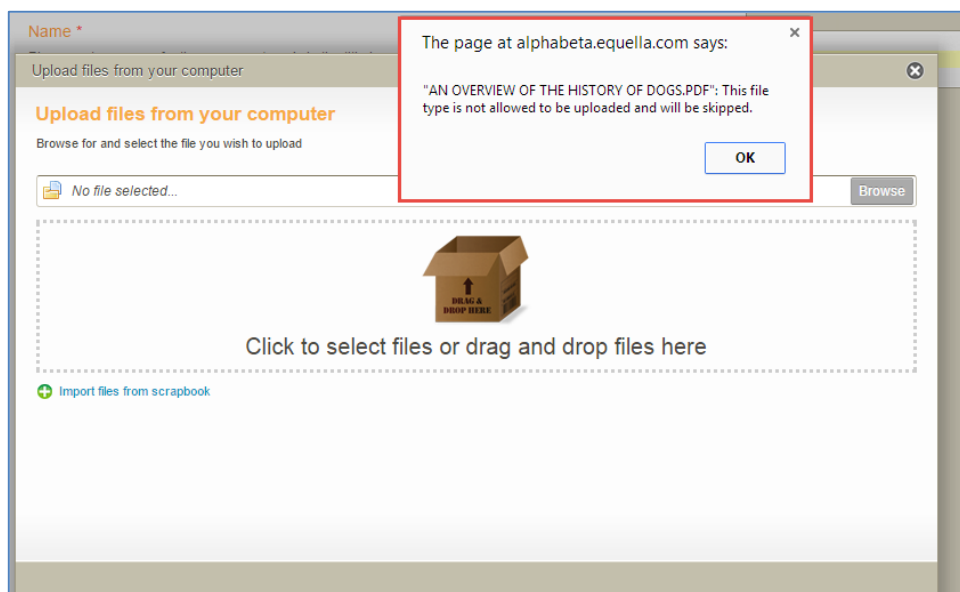 Name *
The page at alphabeta.equella.com says:
Upload files from your computer
"AN OVERVIEW OF THE HISTORY OF DOGS.PDF": This file
type is not allowed to be uploaded and will be skipped.
OK
Upload files from your computer
Browse for and select the file you wish to upload
No file selected...
Browse
DRAG &
DROP HERE
Click to select files or drag and drop files here
Import files from scrapbook